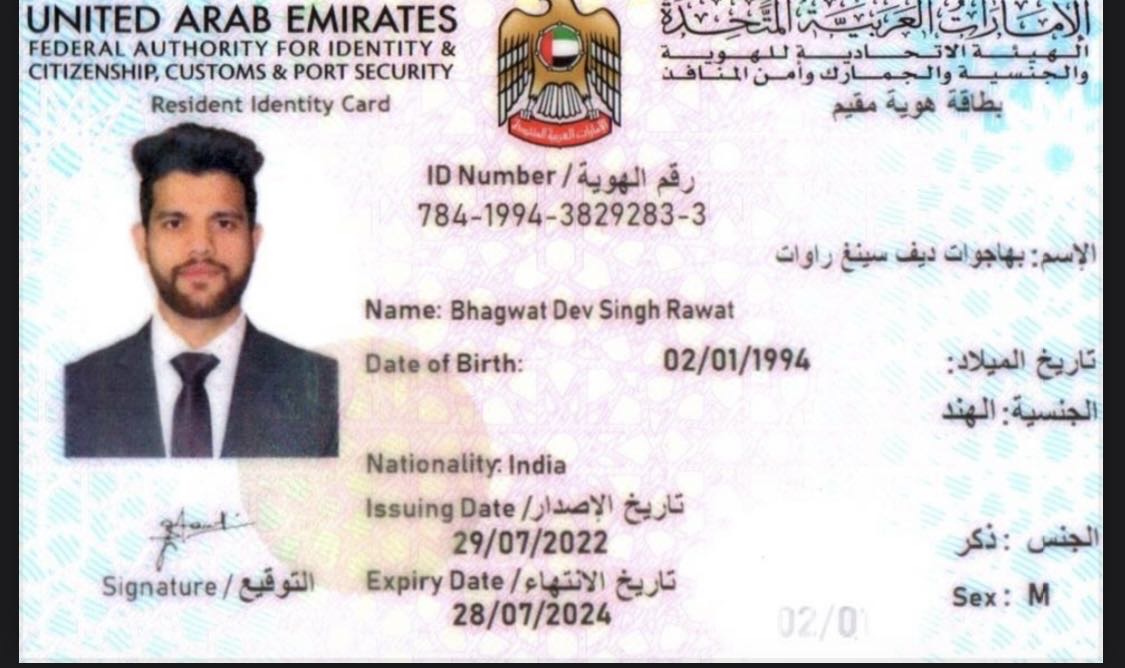 UNITED ARAB EMIRATES
FEDERAL AUTHORITY FOR IDENTITY &
CITIZENSHIP, CUSTOMS & PORT SECURITY
Resident Identity Card
الإمارات العربية المتحدة
الهيئة الاتحادية للهوية
والجنسية والجمارك وأمن المنافذ
بطاقة هوية مقيم
الإمارات العربية المتحدة
ID Number / رقم الهوية
784-1994-3829283-3
الإسم: بهاجوات ديف سينغ راوات
Name: Bhagwat Dev Singh Rawat
Date of Birth: 02/01/1994 تاريخ الميلاد:
الجنسية: الهند
Nationality: India
Issuing Date / تاريخ الإصدار
29/07/2022
الجنس : ذكر
Expiry Date / تاريخ الانتهاء
28/07/2024
Sex: M
Signature / التوقيع
02/01